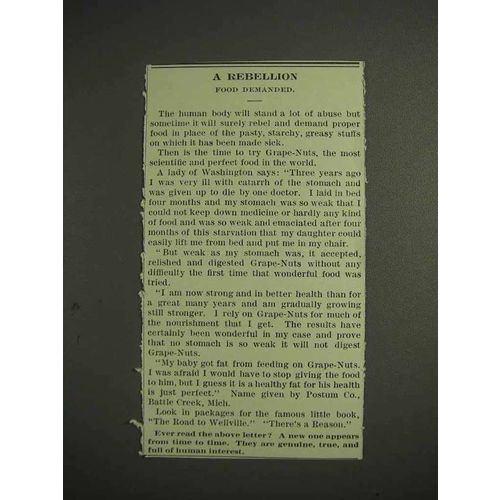 A REBELLION
FOOD DEMANDED.
The human body will stand a lot of abuse but
sometime it will surely rebel and demand proper
food in place of the pasty, starchy, greasy stuffs
on which it has been made sick.
Then is the time to try Grape-Nuts, the most
scientific and perfect food in the world.
A lady of Washington says: "Three years ago
I was very ill with catarrh of the stomach and
was given up to die by one doctor. I laid in bed
four months and my stomach was so weak that I
could not keep down medicine or hardly any kind
of food and was so weak and emaciated after four
months of this starvation that my daughter could
easily lift me from bed and put me in my chair.
"But weak as my stomach was, it accepted,
relished and digested Grape-Nuts without any
difficulty the first time that wonderful food was
tried.
"I am now strong and in better health than for
a great many years and am gradually growing
still stronger. I rely on Grape-Nuts for much of
the nourishment that I get. The results have
certainly been wonderful in my case and prove
that no stomach is so weak it will not digest
Grape-Nuts.
"My baby got fat from feeding on Grape-Nuts.
I was afraid I would have to stop giving the food
to him, but I guess it is a healthy fat for his health
is just perfect." Name given by Postum Co.,
Battle Creek, Mich.
Look in packages for the famous little book,
"The Road to Wellville." "There's a Reason."
Ever read the above letter? A new one appears
from time to time. They are genuine, true, and
full of human interest.